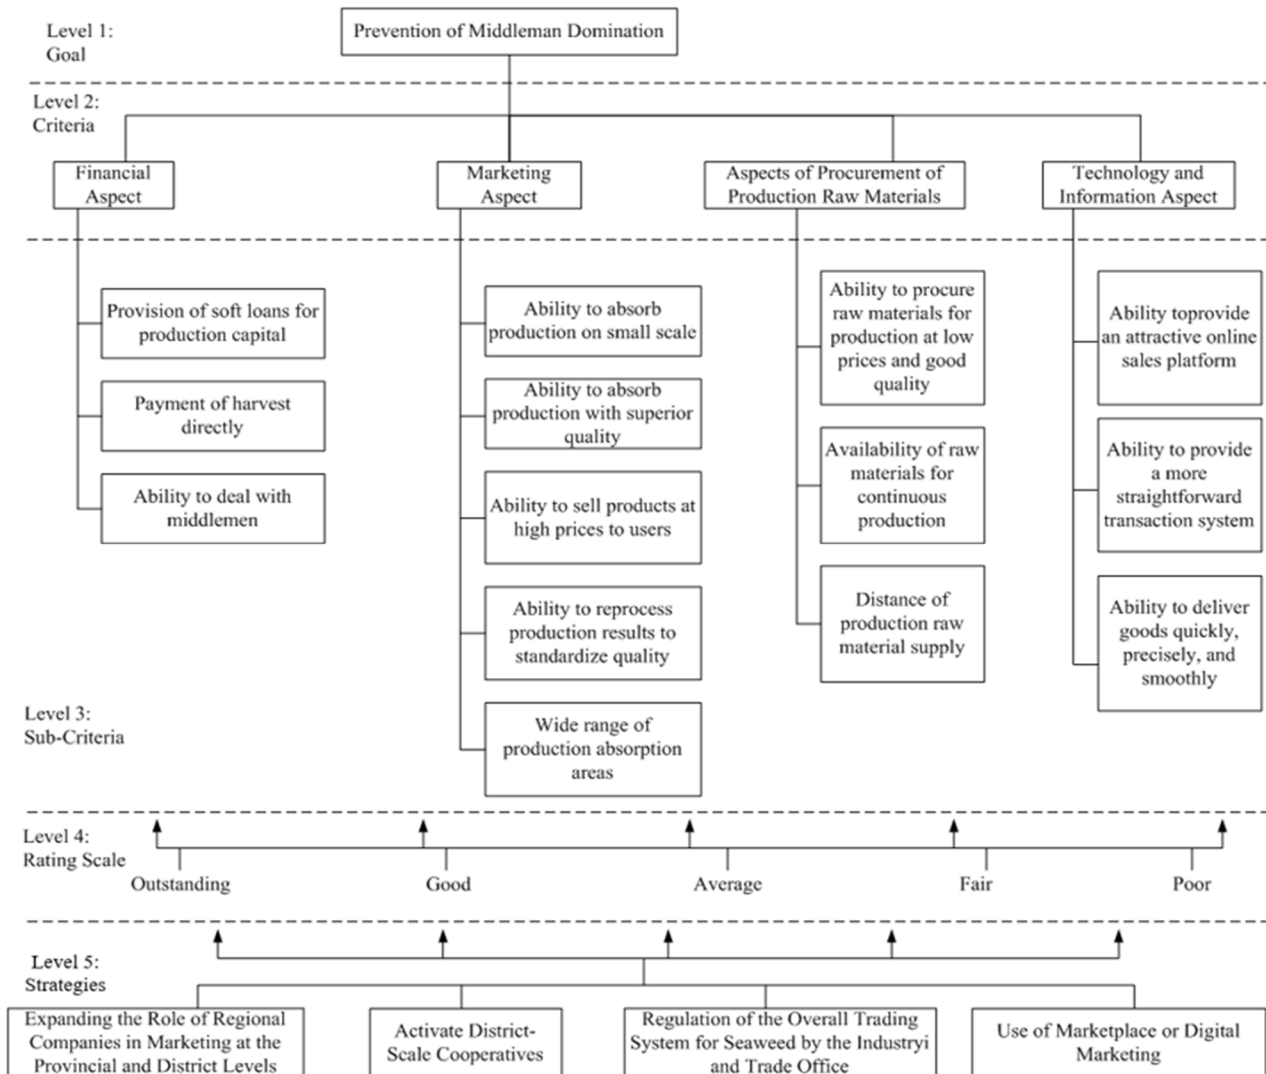 Level 1:
Goal
Prevention of Middleman Domination
Level 2:
Criteria
Financial
Aspect
Marketing
Aspect
Aspects of Procurement of
Production Raw Materials
Technology and
Information Aspect
Provision of soft loans for
production capital
Payment of harvest
directly
Ability to deal with
middlemen
Ability to absorb
production on small scale
Ability to absorb
production with superior
quality
Ability to sell products at
high prices to users
Ability to reprocess
production results to
standardize quality
Wide range of
production absorption
areas
Ability to procure
raw materials for
production at low
prices and good
quality
Availability of raw
materials for
continuous
production
Distance of
production raw
material supply
Ability toprovide
an attractive online
sales platform
Ability to provide
a more
straightforward
transaction system
Ability to deliver
goods quickly,
precisely, and
smoothly
Level 3:
Sub-Criteria
Level 4:
Rating Scale
Outstanding
Good
Average
Fair
Poor
Level 5:
Strategies
Expanding the Role of Regional
Companies in Marketing at the
Provincial and District Levels
Activate District-
Scale Cooperatives
Regulation of the Overall Trading
System for Seaweed by the Industryi
and Trade Office
Use of Marketplace or Digital
Marketing